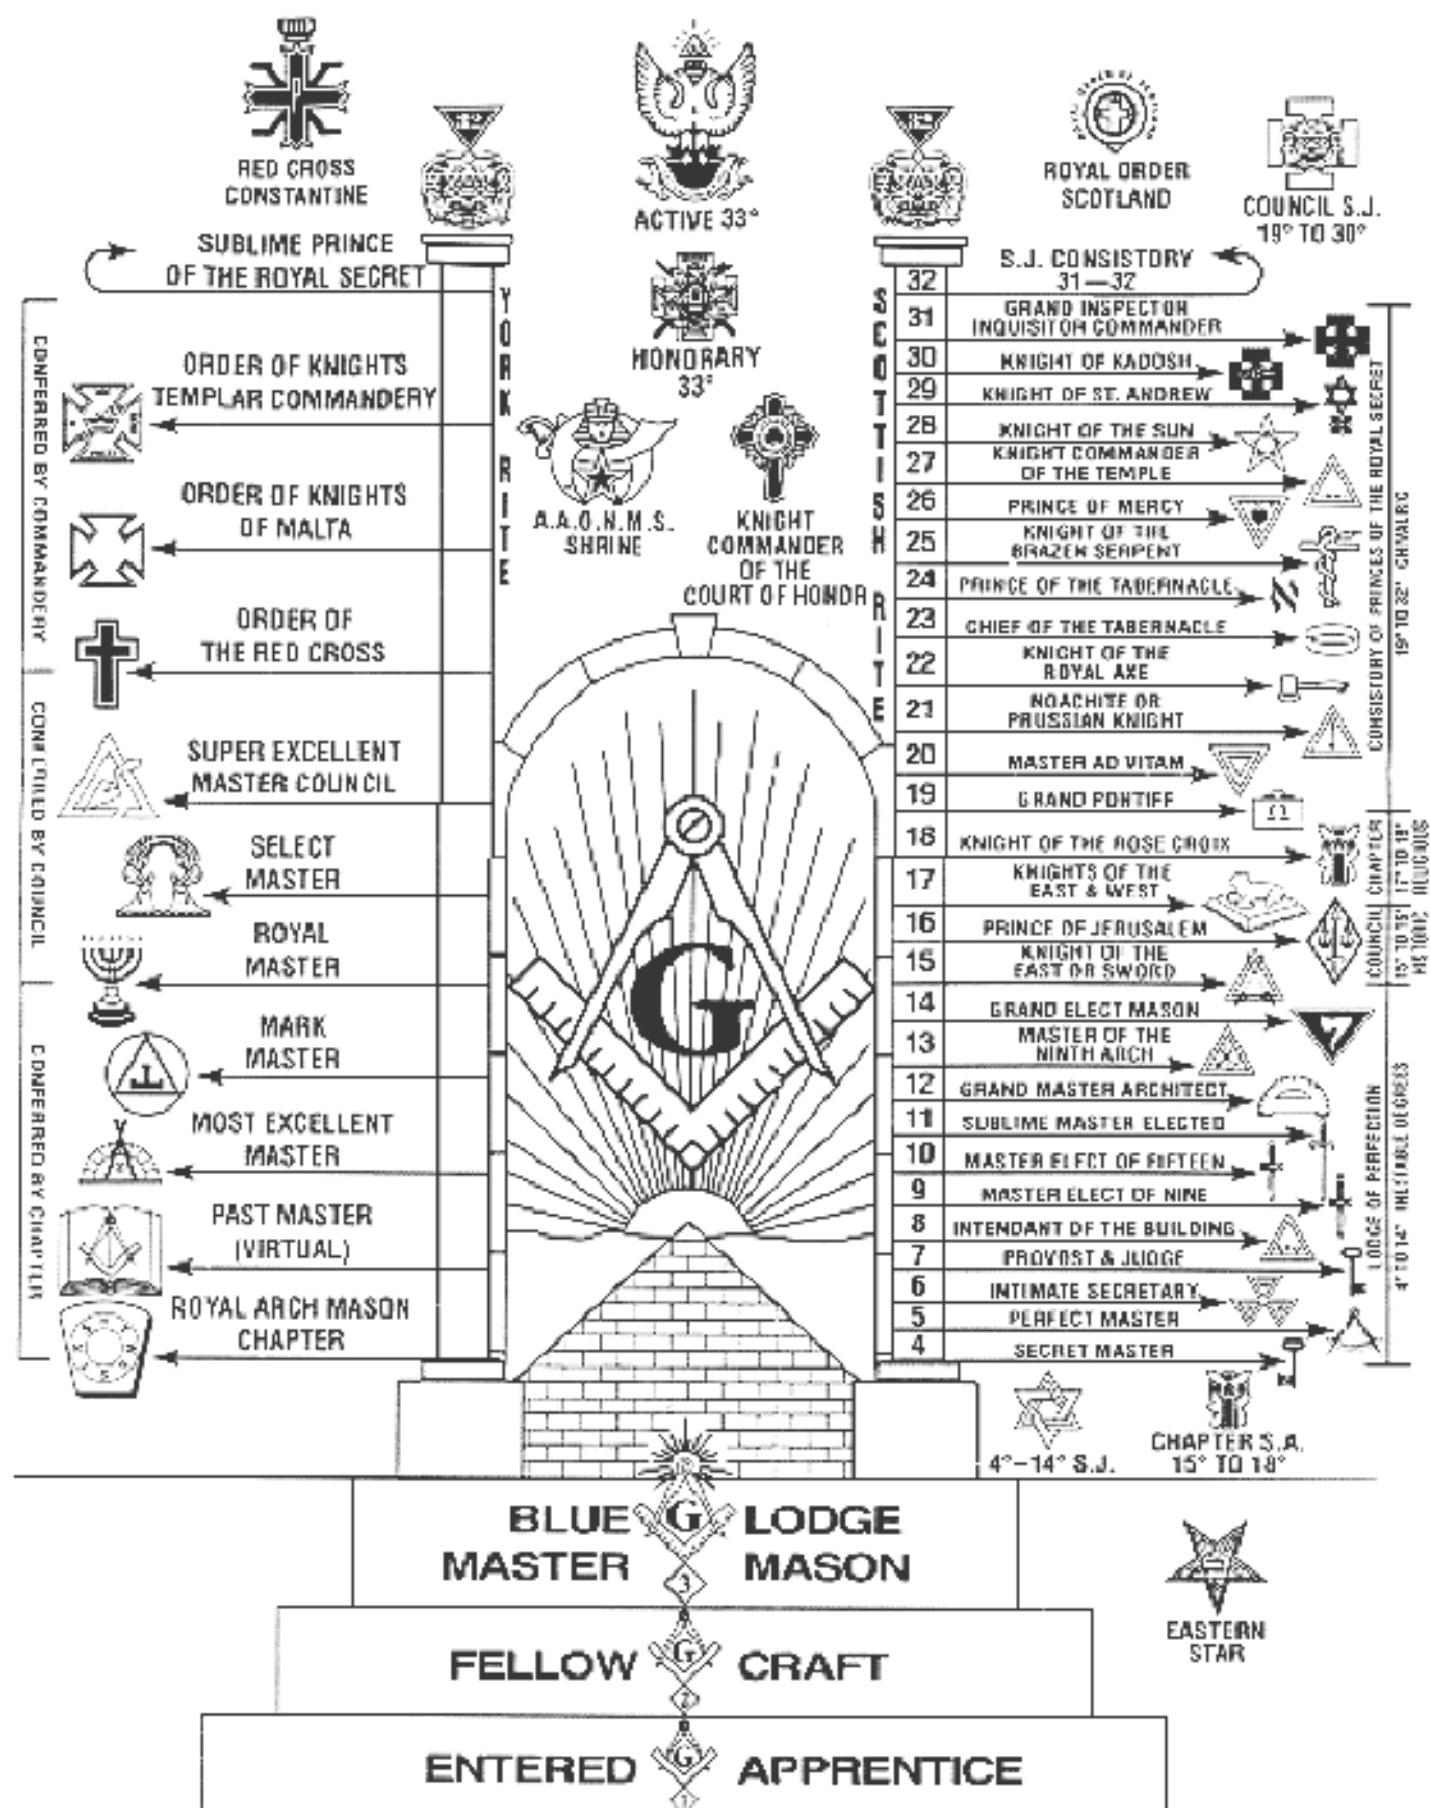 RED CROSS
CONSTANTINE
ACTIVE 33°
HONORARY
33°
A.A.O.N.M.S.
SHRINE
KNIGHT
COMMANDER
OF THE
COURT OF HONOR
ROYAL ORDER
SCOTLAND
COUNCIL S.J.
19° TO 30°
SUBLIME PRINCE
OF THE ROYAL SECRET
ORDER OF KNIGHTS
TEMPLAR COMMANDERY
ORDER OF KNIGHTS
OF MALTA
ORDER OF
THE RED CROSS
SUPER EXCELLENT
MASTER COUNCIL
SELECT
MASTER
ROYAL
MASTER
MARK
MASTER
MOST EXCELLENT
MASTER
PAST MASTER
(VIRTUAL)
ROYAL ARCH MASON
CHAPTER
CONFERRED BY COMMANDERY
CONFERRED BY COUNCIL
CONFERRED BY CHAPTER
YORK RITE
SCOTTISH RITE
G
32 S.J. CONSISTORY
31—32
31 GRAND INSPECTOR
INQUISITOR COMMANDER
30 KNIGHT OF KADOSH
29 KNIGHT OF ST. ANDREW
28 KNIGHT OF THE SUN
27 KNIGHT COMMANDER
OF THE TEMPLE
26 PRINCE OF MERCY
25 KNIGHT OF THE
BRAZEN SERPENT
24 PRINCE OF THE TABERNACLE
23 CHIEF OF THE TABERNACLE
22 KNIGHT OF THE
ROYAL AXE
21 NOACHITE OR
PRUSSIAN KNIGHT
20 MASTER AD VITAM
19 GRAND PONTIFF
18 KNIGHT OF THE ROSE CROIX
17 KNIGHTS OF THE
EAST & WEST
16 PRINCE OF JERUSALEM
15 KNIGHT OF THE
EAST OR SWORD
14 GRAND ELECT MASON
13 MASTER OF THE
NINTH ARCH
12 GRAND MASTER ARCHITECT
11 SUBLIME MASTER ELECTED
10 MASTER ELECT OF FIFTEEN
9 MASTER ELECT OF NINE
8 INTENDANT OF THE BUILDING
7 PROVOST & JUDGE
6 INTIMATE SECRETARY
5 PERFECT MASTER
4 SECRET MASTER
CONSISTORY OF PRINCES OF THE ROYAL SECRET
19° TO 32° CHIVALRIC
CHAPTER
17° TO 18°
RELIGIOUS
COUNCIL
HISTORIC
LODGE OF PERFECTION
4° TO 14° INEFFABLE DEGREES
4°–14° S.J.
CHAPTER S.A.
15° TO 18°
BLUE G LODGE
MASTER MASON
3
FELLOW G CRAFT
2
ENTERED G APPRENTICE
1
EASTERN
STAR